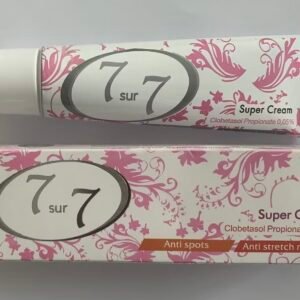 7 sur 7
Super Cream
Clobetasol Propionate 0,05%
7 sur 7
Super
Clobetasol Propiona
Anti spots
Anti stretch